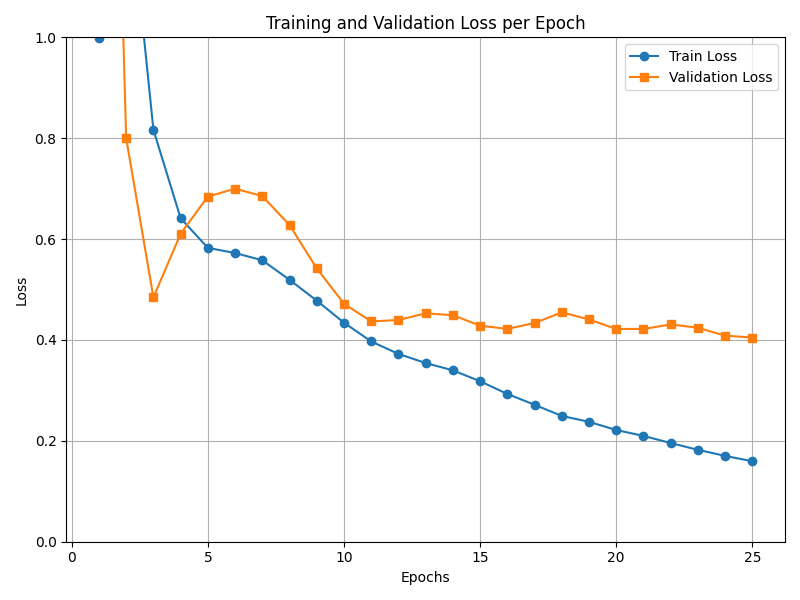 Training and Validation Loss per Epoch
Train Loss
Validation Loss
1.0
0.8
0.6
0.4
0.2
0.0
Loss
0 5 10 15 20 25
Epochs